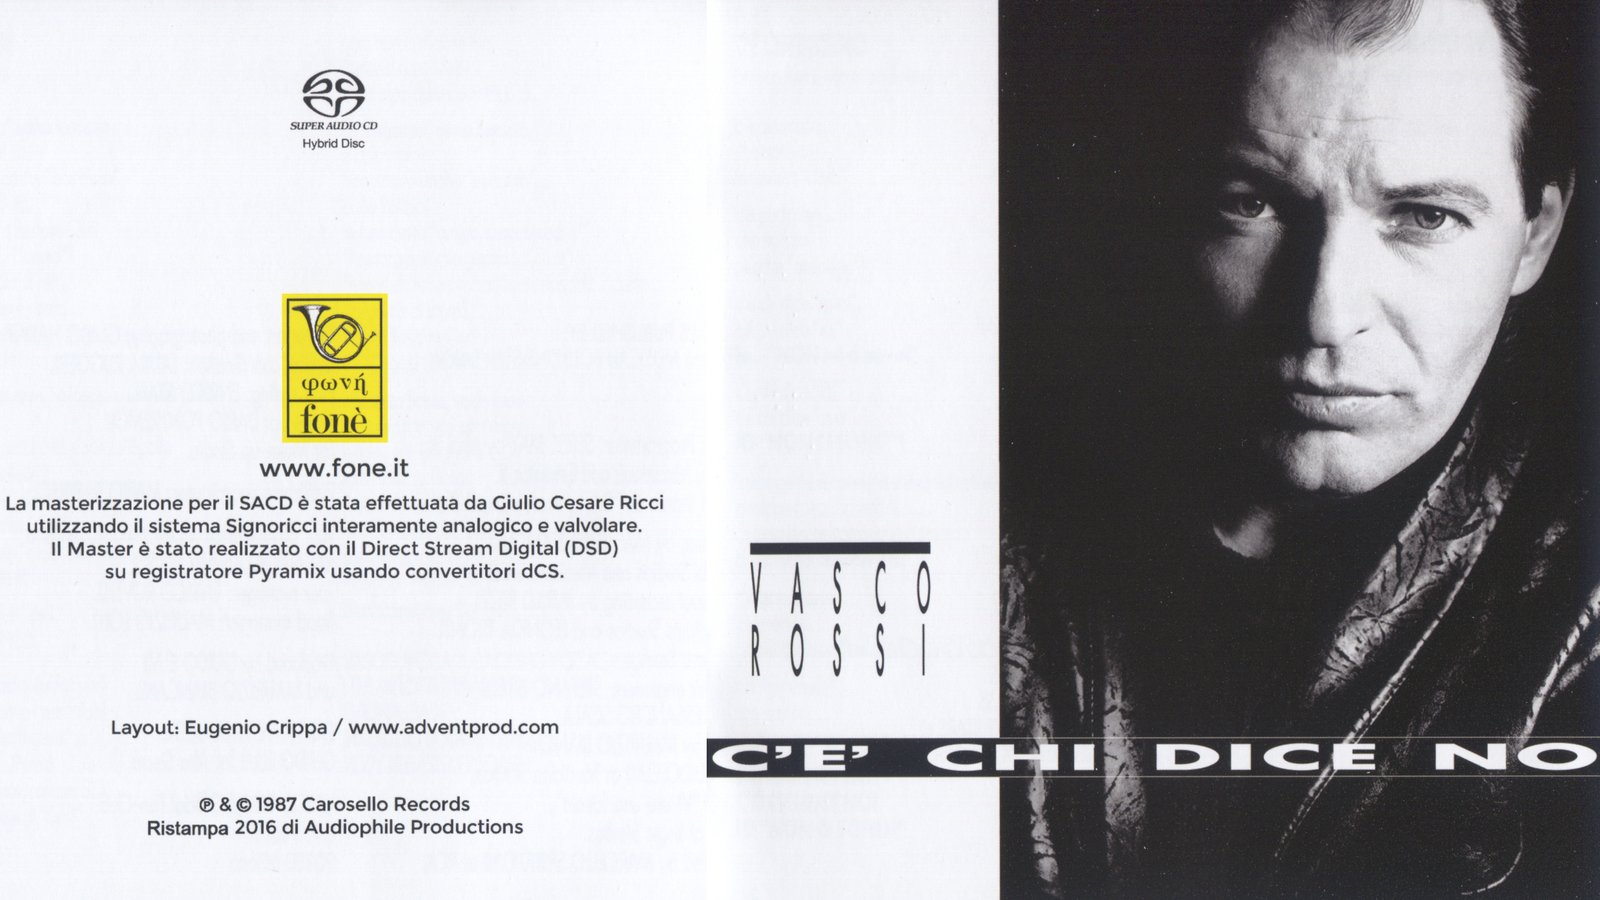 SUPER AUDIO CD
Hybrid Disc
φωνή
fonè
www.fone.it
La masterizzazione per il SACD è stata effettuata da Giulio Cesare Ricci
utilizzando il sistema Signoricci interamente analogico e valvolare.
Il Master è stato realizzato con il Direct Stream Digital (DSD)
su registratore Pyramix usando convertitori dCS.
Layout: Eugenio Crippa / www.adventprod.com
℗ & © 1987 Carosello Records
Ristampa 2016 di Audiophile Productions
VASCO
ROSSI
C'E' CHI DICE NO